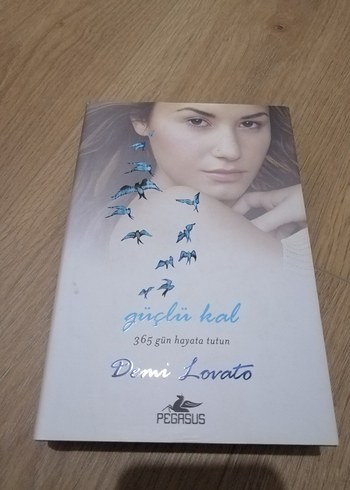 güçlü kal
365 gün hayata tutun
Demi Lovato
PEGASUS